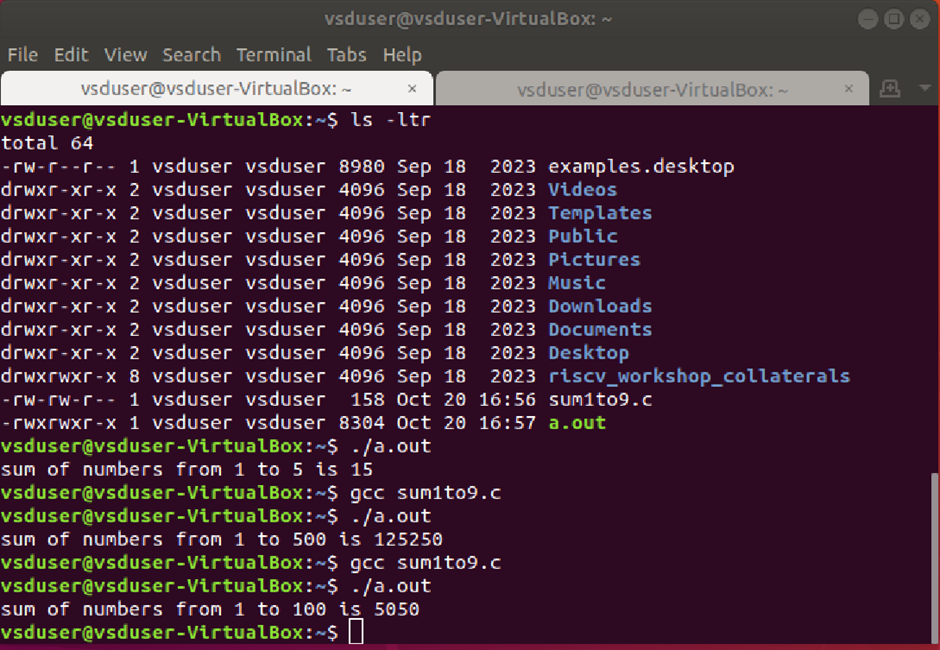 vsduser@vsduser-VirtualBox: ~
File Edit View Search Terminal Tabs Help
vsduser@vsduser-VirtualBox: ~ × vsduser@vsduser-VirtualBox: ~ ×
vsduser@vsduser-VirtualBox:~$ ls -ltr
total 64
-rw-r--r-- 1 vsduser vsduser 8980 Sep 18  2023 examples.desktop
drwxr-xr-x 2 vsduser vsduser 4096 Sep 18  2023 Videos
drwxr-xr-x 2 vsduser vsduser 4096 Sep 18  2023 Templates
drwxr-xr-x 2 vsduser vsduser 4096 Sep 18  2023 Public
drwxr-xr-x 2 vsduser vsduser 4096 Sep 18  2023 Pictures
drwxr-xr-x 2 vsduser vsduser 4096 Sep 18  2023 Music
drwxr-xr-x 2 vsduser vsduser 4096 Sep 18  2023 Downloads
drwxr-xr-x 2 vsduser vsduser 4096 Sep 18  2023 Documents
drwxr-xr-x 2 vsduser vsduser 4096 Sep 18  2023 Desktop
drwxrwxr-x 8 vsduser vsduser 4096 Sep 18  2023 riscv_workshop_collaterals
-rw-rw-r-- 1 vsduser vsduser  158 Oct 20 16:56 sum1to9.c
-rwxrwxr-x 1 vsduser vsduser 8304 Oct 20 16:57 a.out
vsduser@vsduser-VirtualBox:~$ ./a.out
sum of numbers from 1 to 5 is 15
vsduser@vsduser-VirtualBox:~$ gcc sum1to9.c
vsduser@vsduser-VirtualBox:~$ ./a.out
sum of numbers from 1 to 500 is 125250
vsduser@vsduser-VirtualBox:~$ gcc sum1to9.c
vsduser@vsduser-VirtualBox:~$ ./a.out
sum of numbers from 1 to 100 is 5050
vsduser@vsduser-VirtualBox:~$